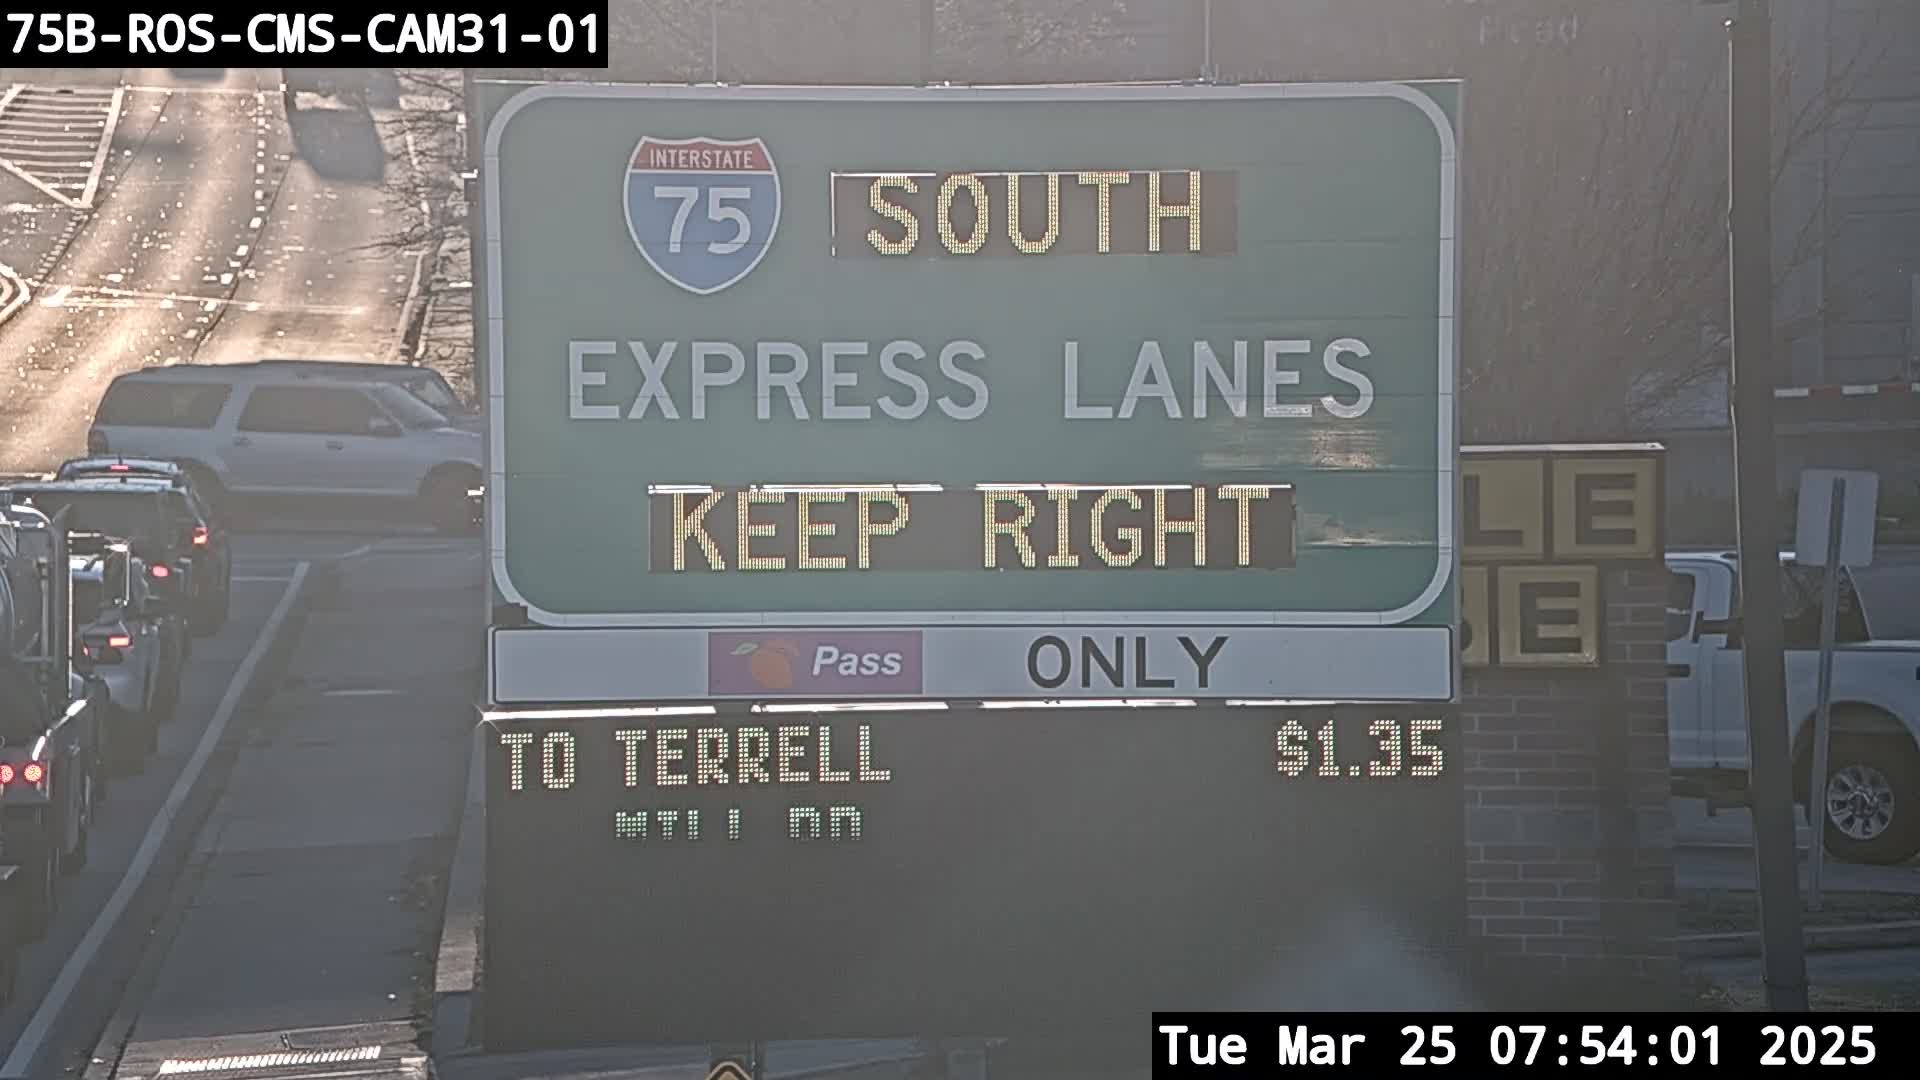 75B-ROS-CMS-CAM31-01
INTERSTATE
75
SOUTH
EXPRESS LANES
KEEP RIGHT
Pass ONLY
TO TERRELL $1.35
Tue Mar 25 07:54:01 2025